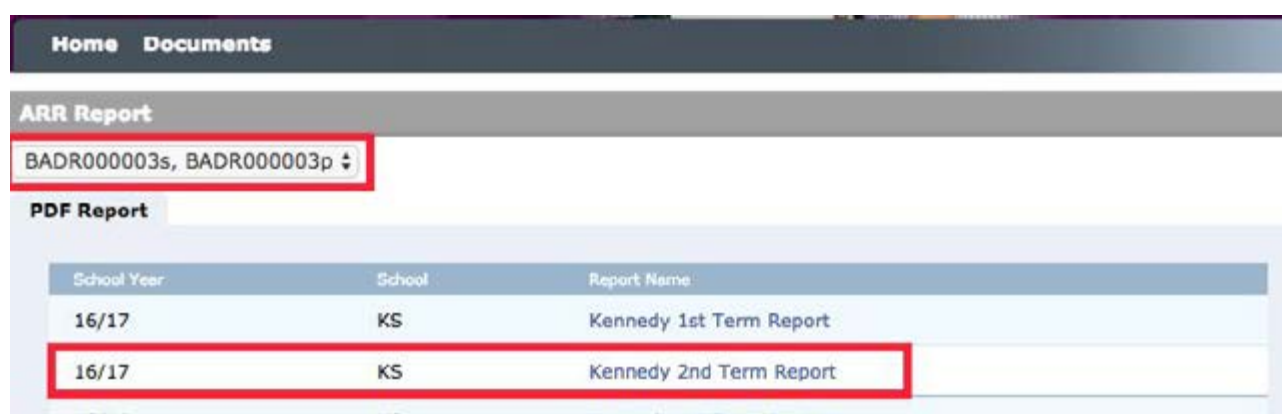 Home Documents
ARR Report
BADR000003s, BADR000003p
PDF Report
School Year School Report Name
16/17 KS Kennedy 1st Term Report
16/17 KS Kennedy 2nd Term Report